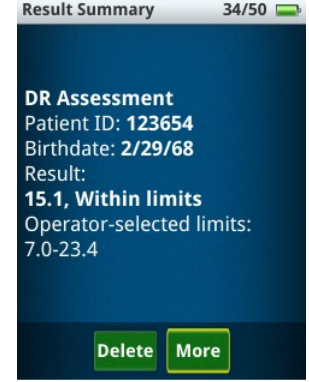 Result Summary 34/50
DR Assessment
Patient ID: 123654
Birthdate: 2/29/68
Result:
15.1, Within limits
Operator-selected limits:
7.0-23.4
Delete More